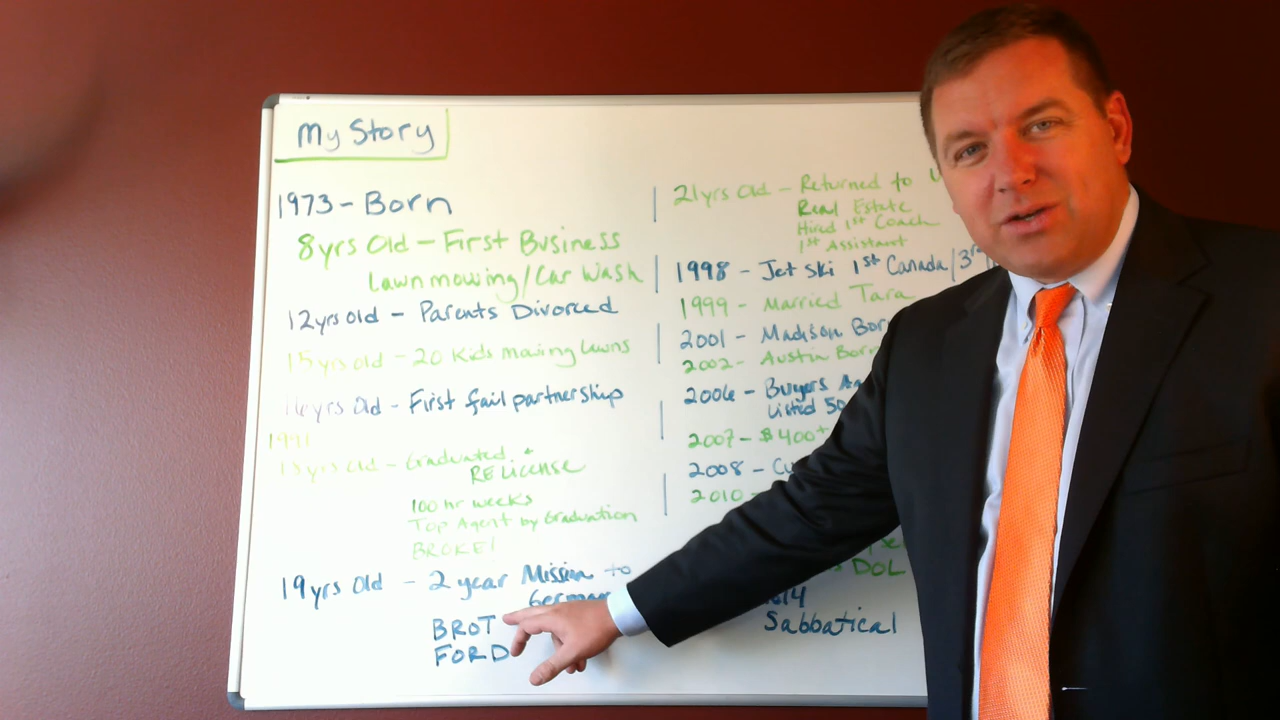 My Story
1973 - Born
8yrs Old - First Business
Lawn mowing/Car Wash
12yrs old - Parents Divorced
15yrs old - 20 Kids mowing lawns
16yrs Old - First fail partnership
1991
18yrs old - Graduated +
RE License
100 hr weeks
Top Agent by Graduation
BROKE!
19yrs Old - 2 year Mission to
German
BROT
FORD
21yrs Old - Returned to
Real Estate
Hired 1st Coach
1st Assistant
1998 - Jet Ski 1st Canada/3rd
1999 - Married Tara
2001 - Madison Bor
2002 - Austin Born
2006 - Buyers
Listed 50
2007 - $400+
2008 -
2010 -
DOL
Sabbatical